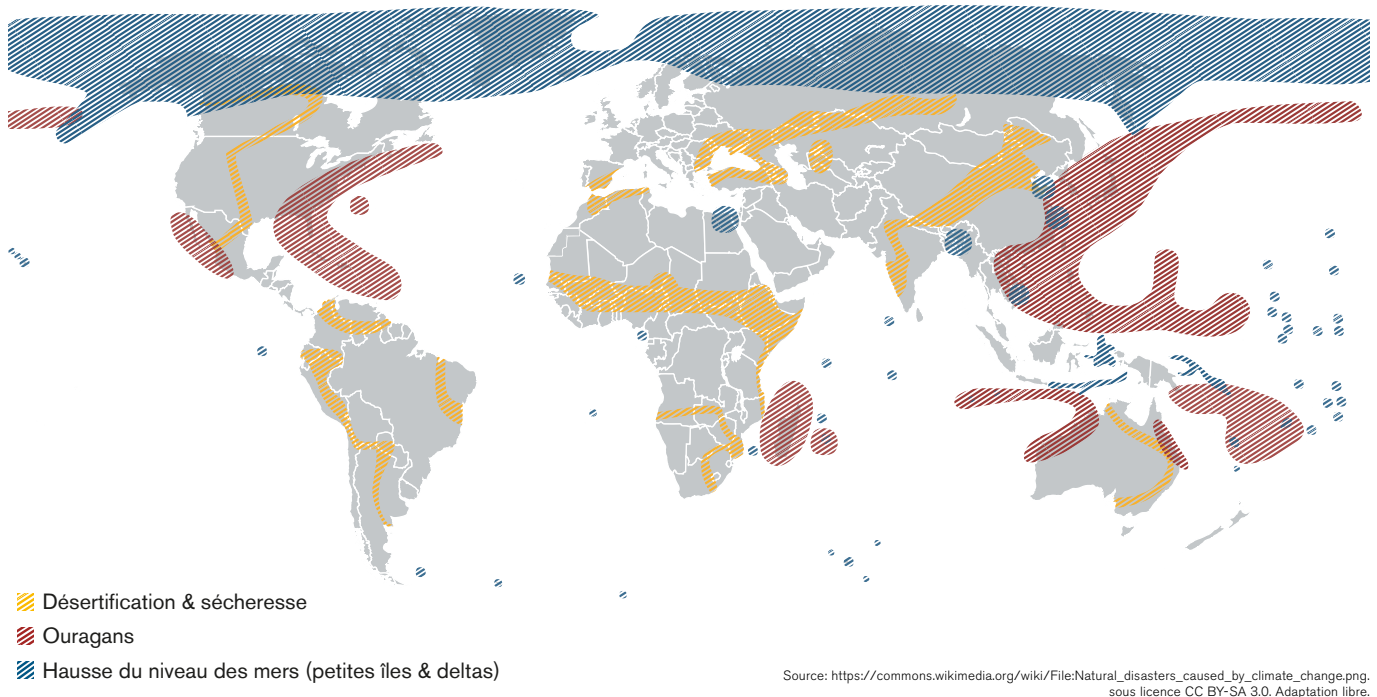 Désertification & sécheresse
Ouragans
Hausse du niveau des mers (petites îles & deltas)
Source: https://commons.wikimedia.org/wiki/File:Natural_disasters_caused_by_climate_change.png.
sous licence CC BY-SA 3.0. Adaptation libre.